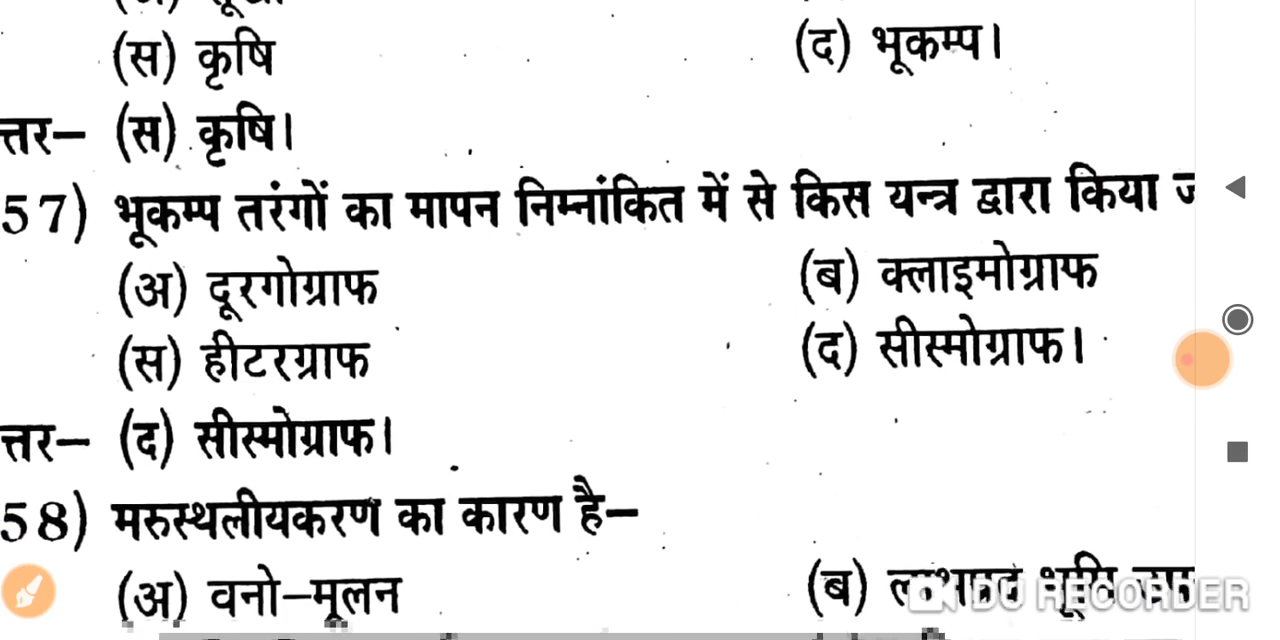 (स) कृषि (द) भूकम्प।
त्तर– (स) कृषि।
57) भूकम्प तरंगों का मापन निम्नांकित में से किस यन्त्र द्वारा किया
(अ) दूरगोग्राफ (ब) क्लाइमोग्राफ
(स) हीटरग्राफ (द) सीस्मोग्राफ।
त्तर– (द) सीस्मोग्राफ।
58) मरुस्थलीयकरण का कारण है–
(अ) वनो–मूलन (ब) भूमि
DU RECORDER